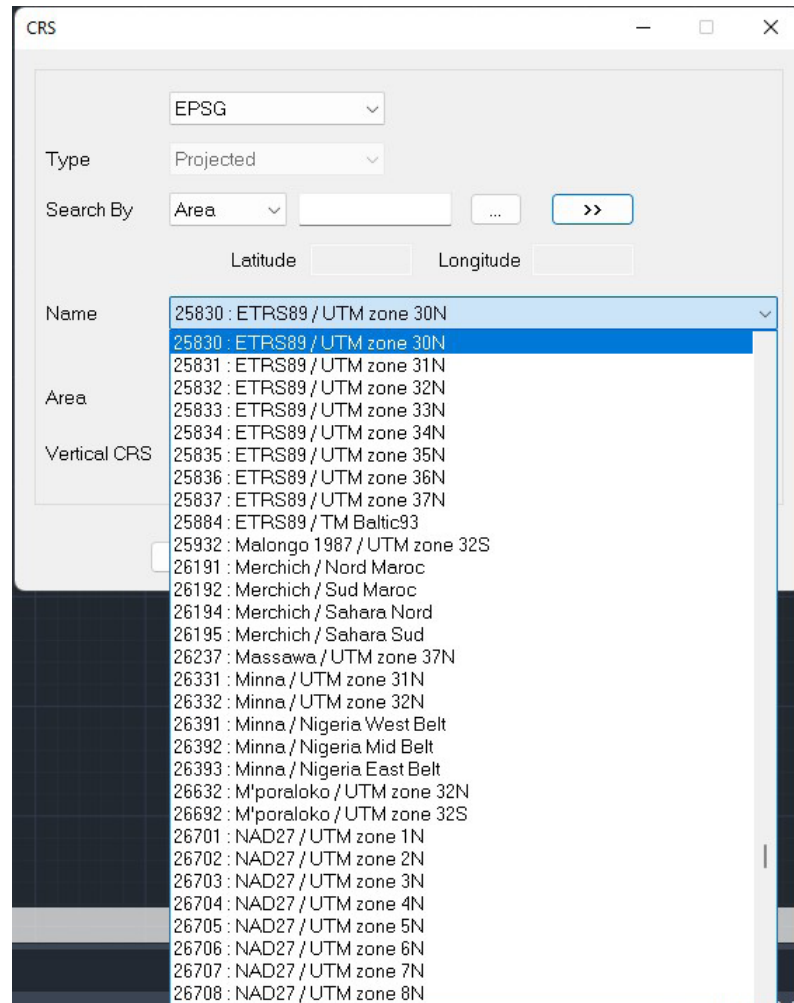 CRS
EPSG
Type Projected
Search By Area ... >>
Latitude Longitude
Name 25830 : ETRS89 / UTM zone 30N
25830 : ETRS89 / UTM zone 30N
25831 : ETRS89 / UTM zone 31N
25832 : ETRS89 / UTM zone 32N
25833 : ETRS89 / UTM zone 33N
Area
25834 : ETRS89 / UTM zone 34N
25835 : ETRS89 / UTM zone 35N
Vertical CRS
25836 : ETRS89 / UTM zone 36N
25837 : ETRS89 / UTM zone 37N
25884 : ETRS89 / TM Baltic93
25932 : Malongo 1987 / UTM zone 32S
26191 : Merchich / Nord Maroc
26192 : Merchich / Sud Maroc
26194 : Merchich / Sahara Nord
26195 : Merchich / Sahara Sud
26237 : Massawa / UTM zone 37N
26331 : Minna / UTM zone 31N
26332 : Minna / UTM zone 32N
26391 : Minna / Nigeria West Belt
26392 : Minna / Nigeria Mid Belt
26393 : Minna / Nigeria East Belt
26632 : M'poraloko / UTM zone 32N
26692 : M'poraloko / UTM zone 32S
26701 : NAD27 / UTM zone 1N
26702 : NAD27 / UTM zone 2N
26703 : NAD27 / UTM zone 3N
26704 : NAD27 / UTM zone 4N
26705 : NAD27 / UTM zone 5N
26706 : NAD27 / UTM zone 6N
26707 : NAD27 / UTM zone 7N
26708 : NAD27 / UTM zone 8N